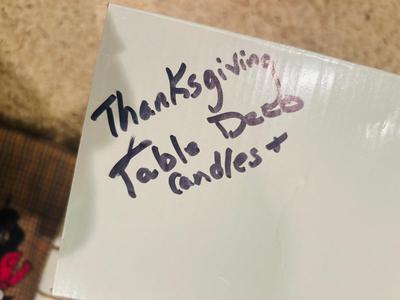 Thanksgiving
Table Deco
candles +